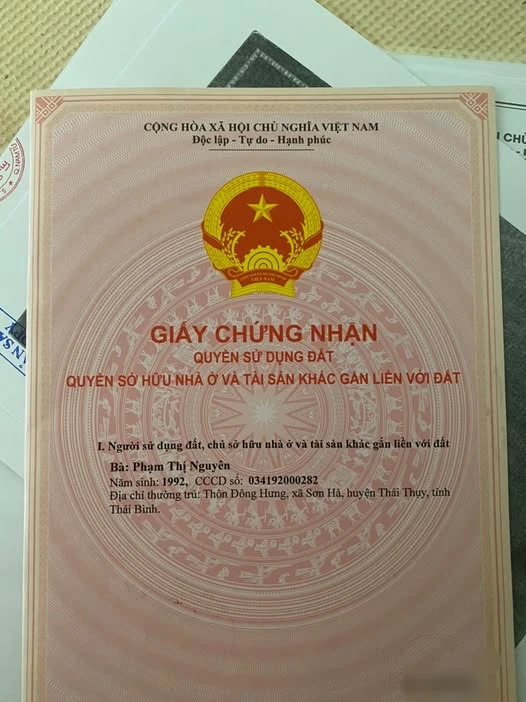 CỘNG HÒA XÃ HỘI CHỦ NGHĨA VIỆT NAM
Độc lập - Tự do - Hạnh phúc
GIẤY CHỨNG NHẬN
QUYỀN SỬ DỤNG ĐẤT
QUYỀN SỞ HỮU NHÀ Ở VÀ TÀI SẢN KHÁC GẮN LIỀN VỚI ĐẤT
I. Người sử dụng đất, chủ sở hữu nhà ở và tài sản khác gắn liền với đất
Bà: Phạm Thị Nguyên
Năm sinh: 1992, CCCD số: 034192000282
Địa chỉ thường trú: Thôn Đông Hưng, xã Sơn Hà, huyện Thái Thụy, tỉnh
Thái Bình.